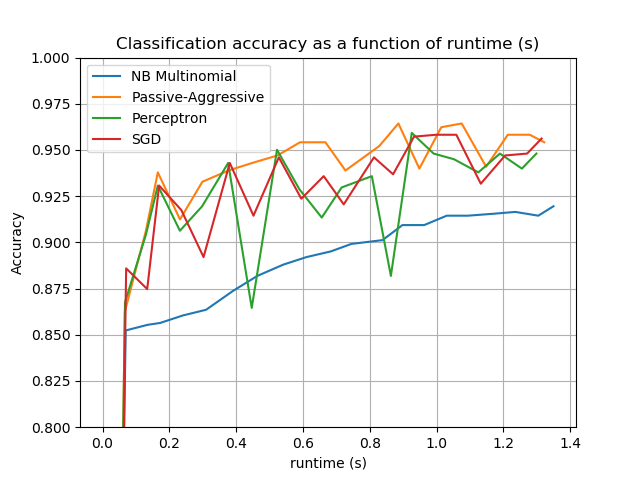 Classification accuracy as a function of runtime (s)
1.000
0.975
0.950
0.925
0.900
0.875
0.850
0.825
0.800
Accuracy
NB Multinomial
Passive-Aggressive
Perceptron
SGD
0.0 0.2 0.4 0.6 0.8 1.0 1.2 1.4
runtime (s)